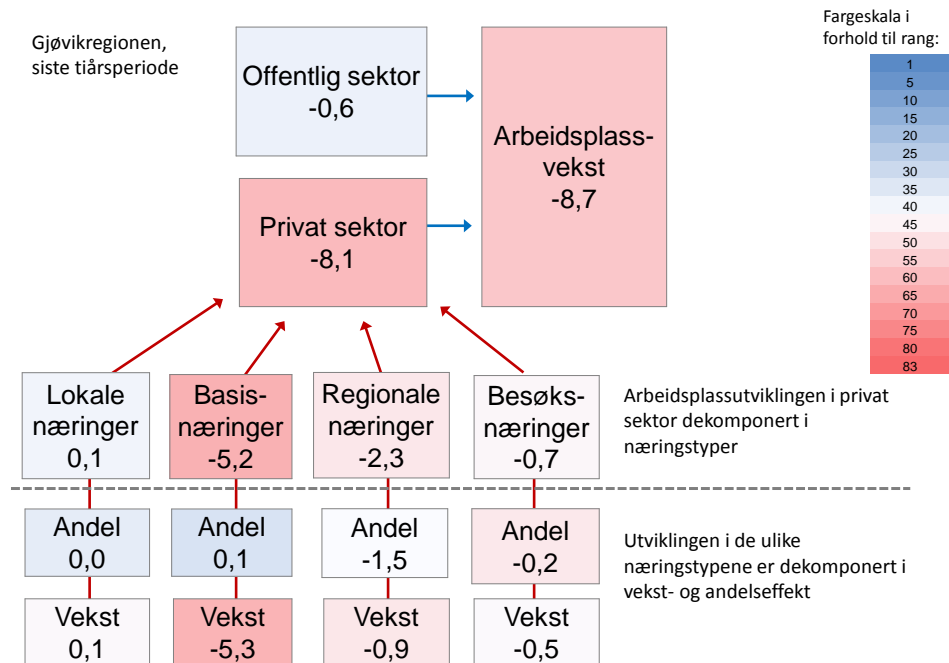 Gjøvikregionen,
siste tiårsperiode
Offentlig sektor
-0,6
Privat sektor
-8,1
Arbeidsplass-
vekst
-8,7
Fargeskala i
forhold til rang:
1
5
10
15
20
25
30
35
40
45
50
55
60
65
70
75
80
83
Lokale
næringer
0,1
Basis-
næringer
-5,2
Regionale
næringer
-2,3
Besøks-
næringer
-0,7
Arbeidsplassutviklingen i privat
sektor dekomponert i
næringstyper
Andel
0,0
Andel
0,1
Andel
-1,5
Andel
-0,2
Utviklingen i de ulike
næringstypene er dekomponert i
vekst- og andelseffekt
Vekst
0,1
Vekst
-5,3
Vekst
-0,9
Vekst
-0,5